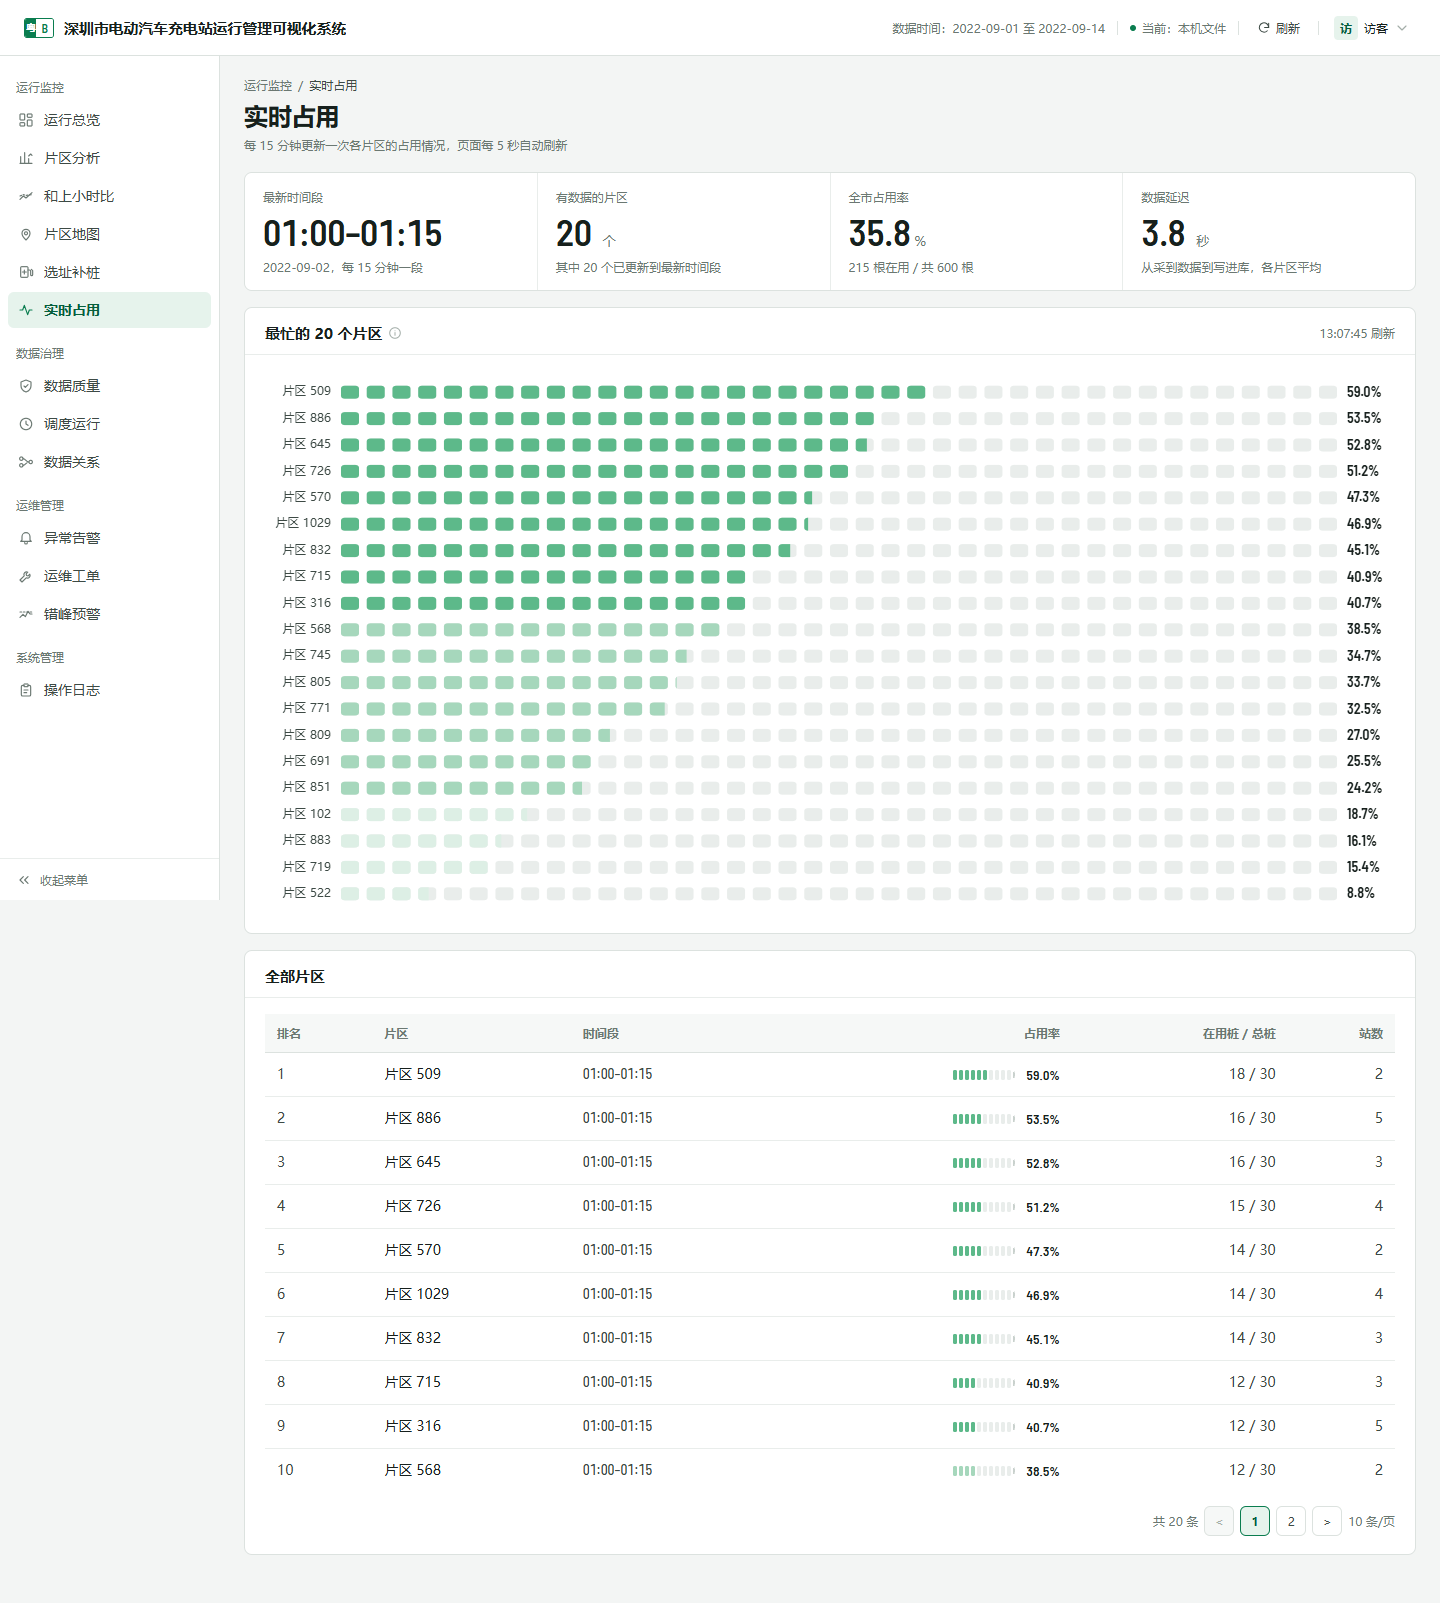 粤 B 深圳市电动汽车充电站运行管理可视化系统
数据时间：2022-09-01 至 2022-09-14 当前：本机文件 刷新 访 访客
运行监控
运行总览
片区分析
和上小时比
片区地图
选址补桩
实时占用
数据治理
数据质量
调度运行
数据关系
运维管理
异常告警
运维工单
错峰预警
系统管理
操作日志
收起菜单
运行监控 / 实时占用
实时占用
每 15 分钟更新一次各片区的占用情况，页面每 5 秒自动刷新
最新时间段
01:00–01:15
2022-09-02，每 15 分钟一段
有数据的片区
20 个
其中 20 个已更新到最新时间段
全市占用率
35.8 %
215 根在用 / 共 600 根
数据延迟
3.8 秒
从采到数据到写进库，各片区平均
最忙的 20 个片区
13:07:45 刷新
片区 509 59.0%
片区 886 53.5%
片区 645 52.8%
片区 726 51.2%
片区 570 47.3%
片区 1029 46.9%
片区 832 45.1%
片区 715 40.9%
片区 316 40.7%
片区 568 38.5%
片区 745 34.7%
片区 805 33.7%
片区 771 32.5%
片区 809 27.0%
片区 691 25.5%
片区 851 24.2%
片区 102 18.7%
片区 883 16.1%
片区 719 15.4%
片区 522 8.8%
全部片区
排名 片区 时间段 占用率 在用桩 / 总桩 站数
1 片区 509 01:00–01:15 59.0% 18 / 30 2
2 片区 886 01:00–01:15 53.5% 16 / 30 5
3 片区 645 01:00–01:15 52.8% 16 / 30 3
4 片区 726 01:00–01:15 51.2% 15 / 30 4
5 片区 570 01:00–01:15 47.3% 14 / 30 2
6 片区 1029 01:00–01:15 46.9% 14 / 30 4
7 片区 832 01:00–01:15 45.1% 14 / 30 3
8 片区 715 01:00–01:15 40.9% 12 / 30 3
9 片区 316 01:00–01:15 40.7% 12 / 30 5
10 片区 568 01:00–01:15 38.5% 12 / 30 2
共 20 条 < 1 2 > 10 条/页